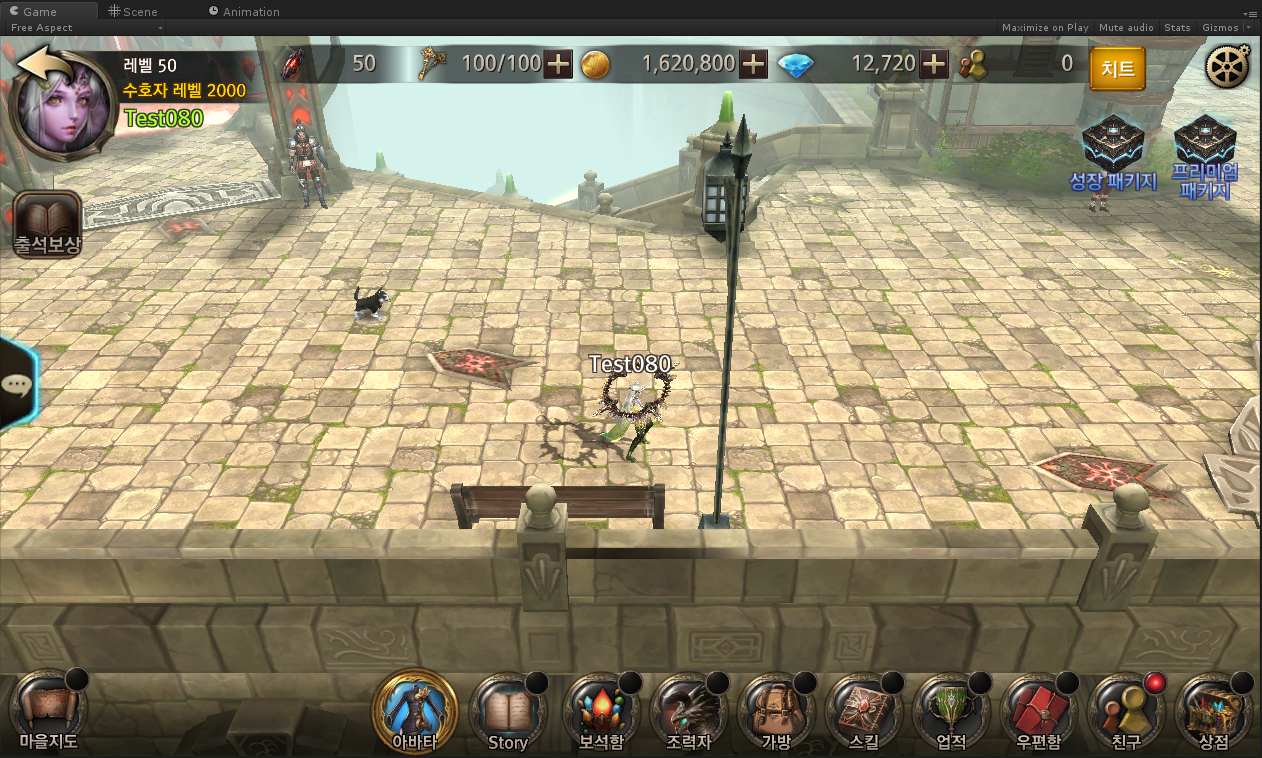 Game
Scene
Animation
Free Aspect
Maximize on Play
Mute audio
Stats
Gizmos
레벨 50
수호자 레벨 2000
Test080
50
100/100
1,620,800
12,720
0
치트
성장 패키지
프리미엄
패키지
출석보상
Test080
마을지도
아바타
Story
보석함
조력자
가방
스킬
업적
우편함
친구
상점